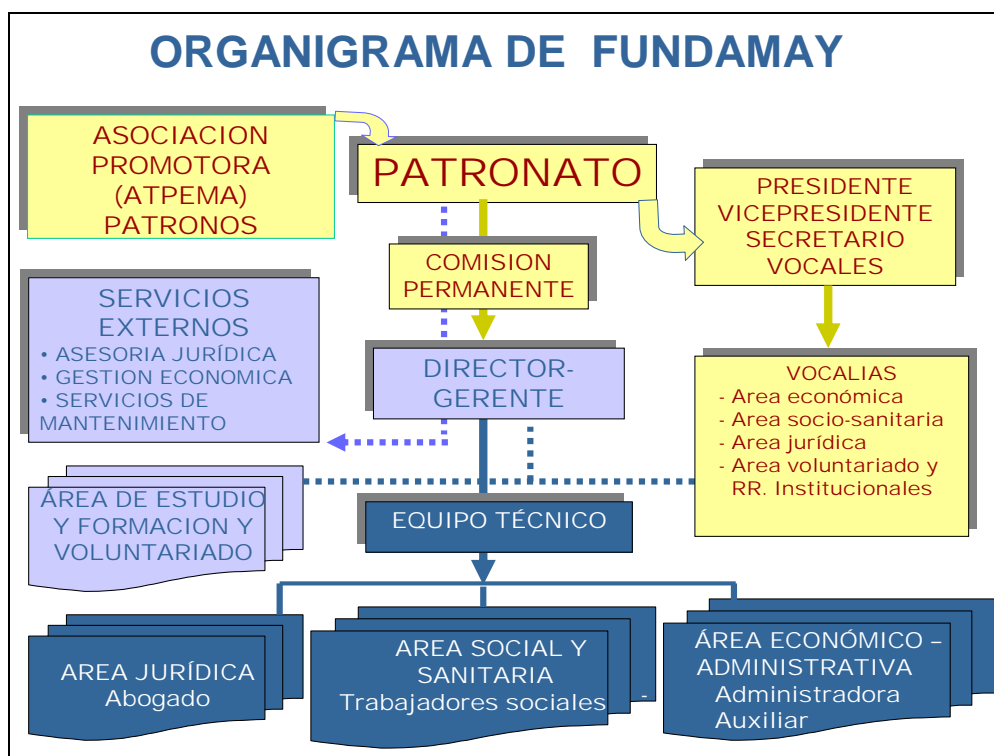 ORGANIGRAMA DE FUNDAMAY
ASOCIACION
PROMOTORA
(ATPEMA)
PATRONOS
PATRONATO
PRESIDENTE
VICEPRESIDENTE
SECRETARIO
VOCALES
COMISION
PERMANENTE
SERVICIOS
EXTERNOS
• ASESORIA JURÍDICA
• GESTION ECONOMICA
• SERVICIOS DE
MANTENIMIENTO
DIRECTOR-
GERENTE
VOCALIAS
- Area económica
- Area socio-sanitaria
- Area jurídica
- Area voluntariado y
RR. Institucionales
ÁREA DE ESTUDIO
Y FORMACION Y
VOLUNTARIADO
EQUIPO TÉCNICO
AREA JURÍDICA
Abogado
AREA SOCIAL Y
SANITARIA
Trabajadores sociales -
ÁREA ECONÓMICO –
ADMINISTRATIVA
Administradora
Auxiliar